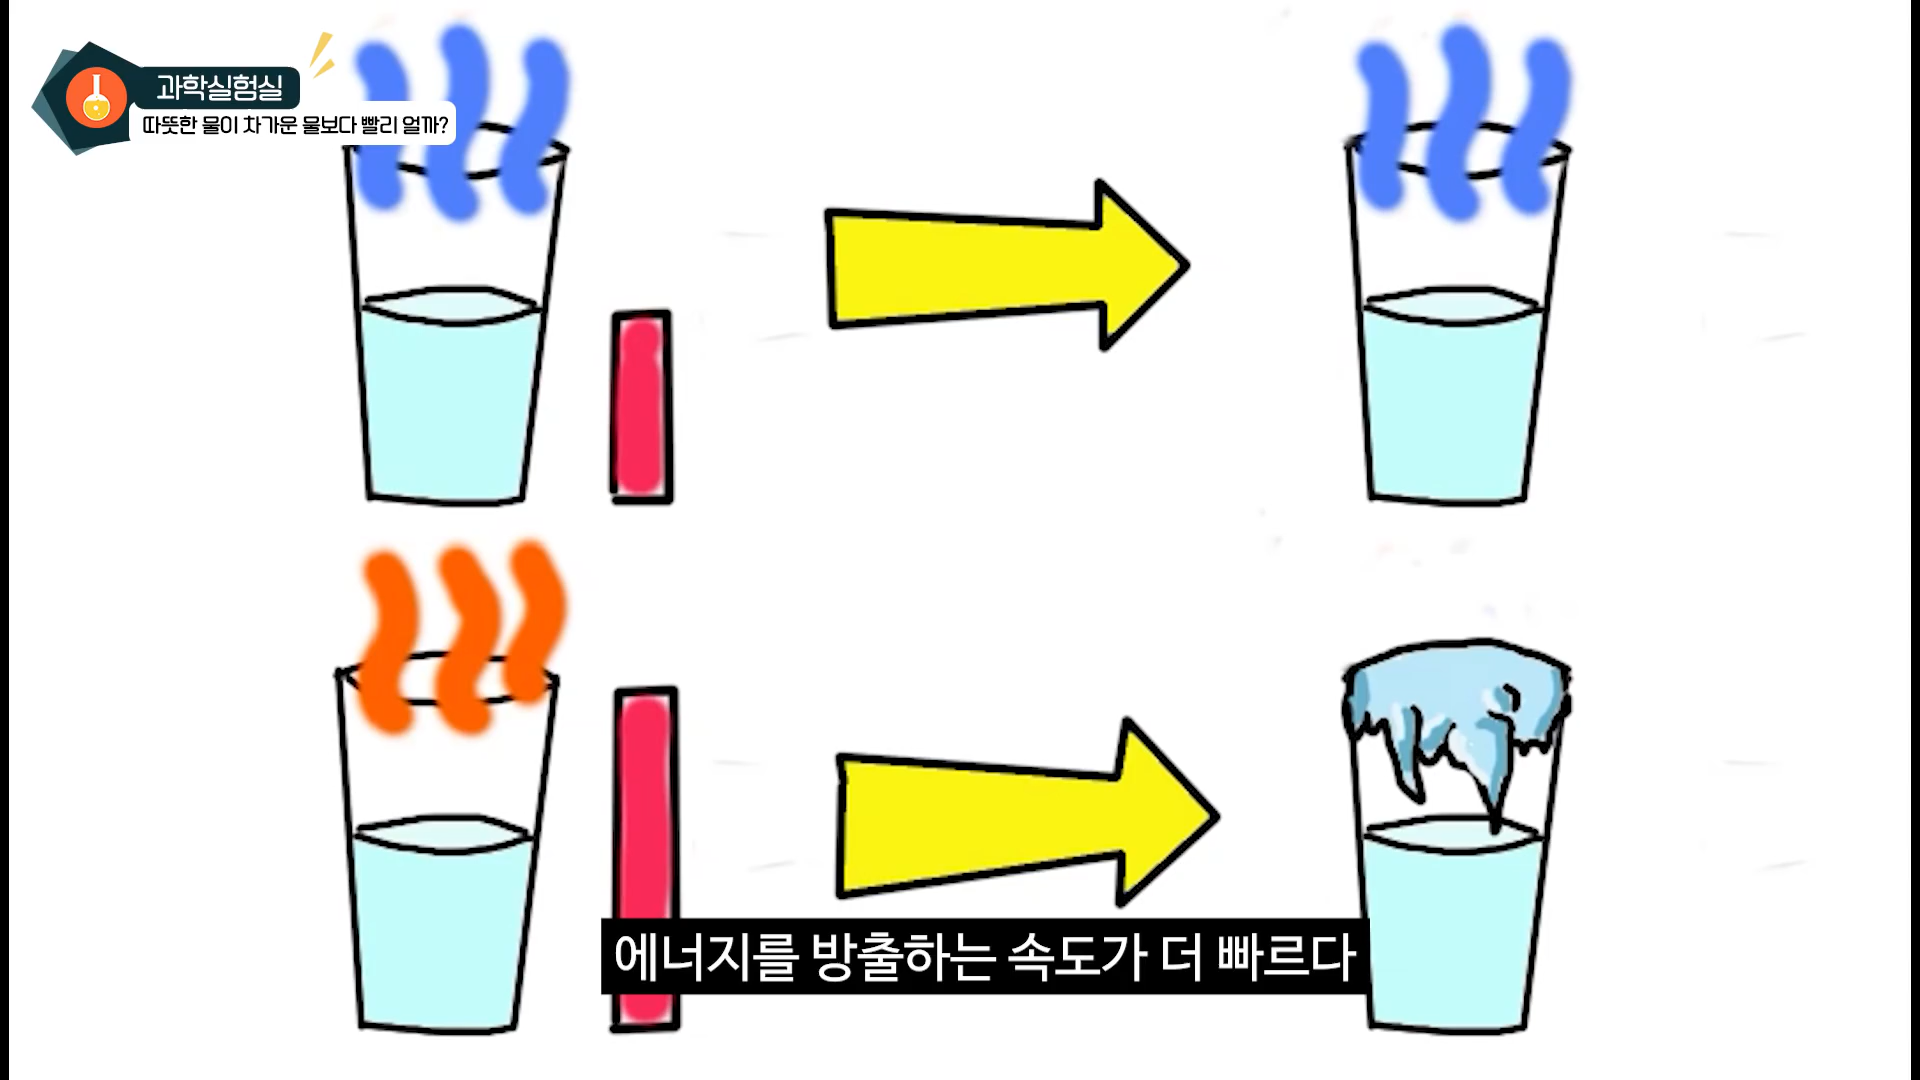 과학실험실
따뜻한 물이 차가운 물보다 빨리 얼까?
에너지를 방출하는 속도가 더 빠르다